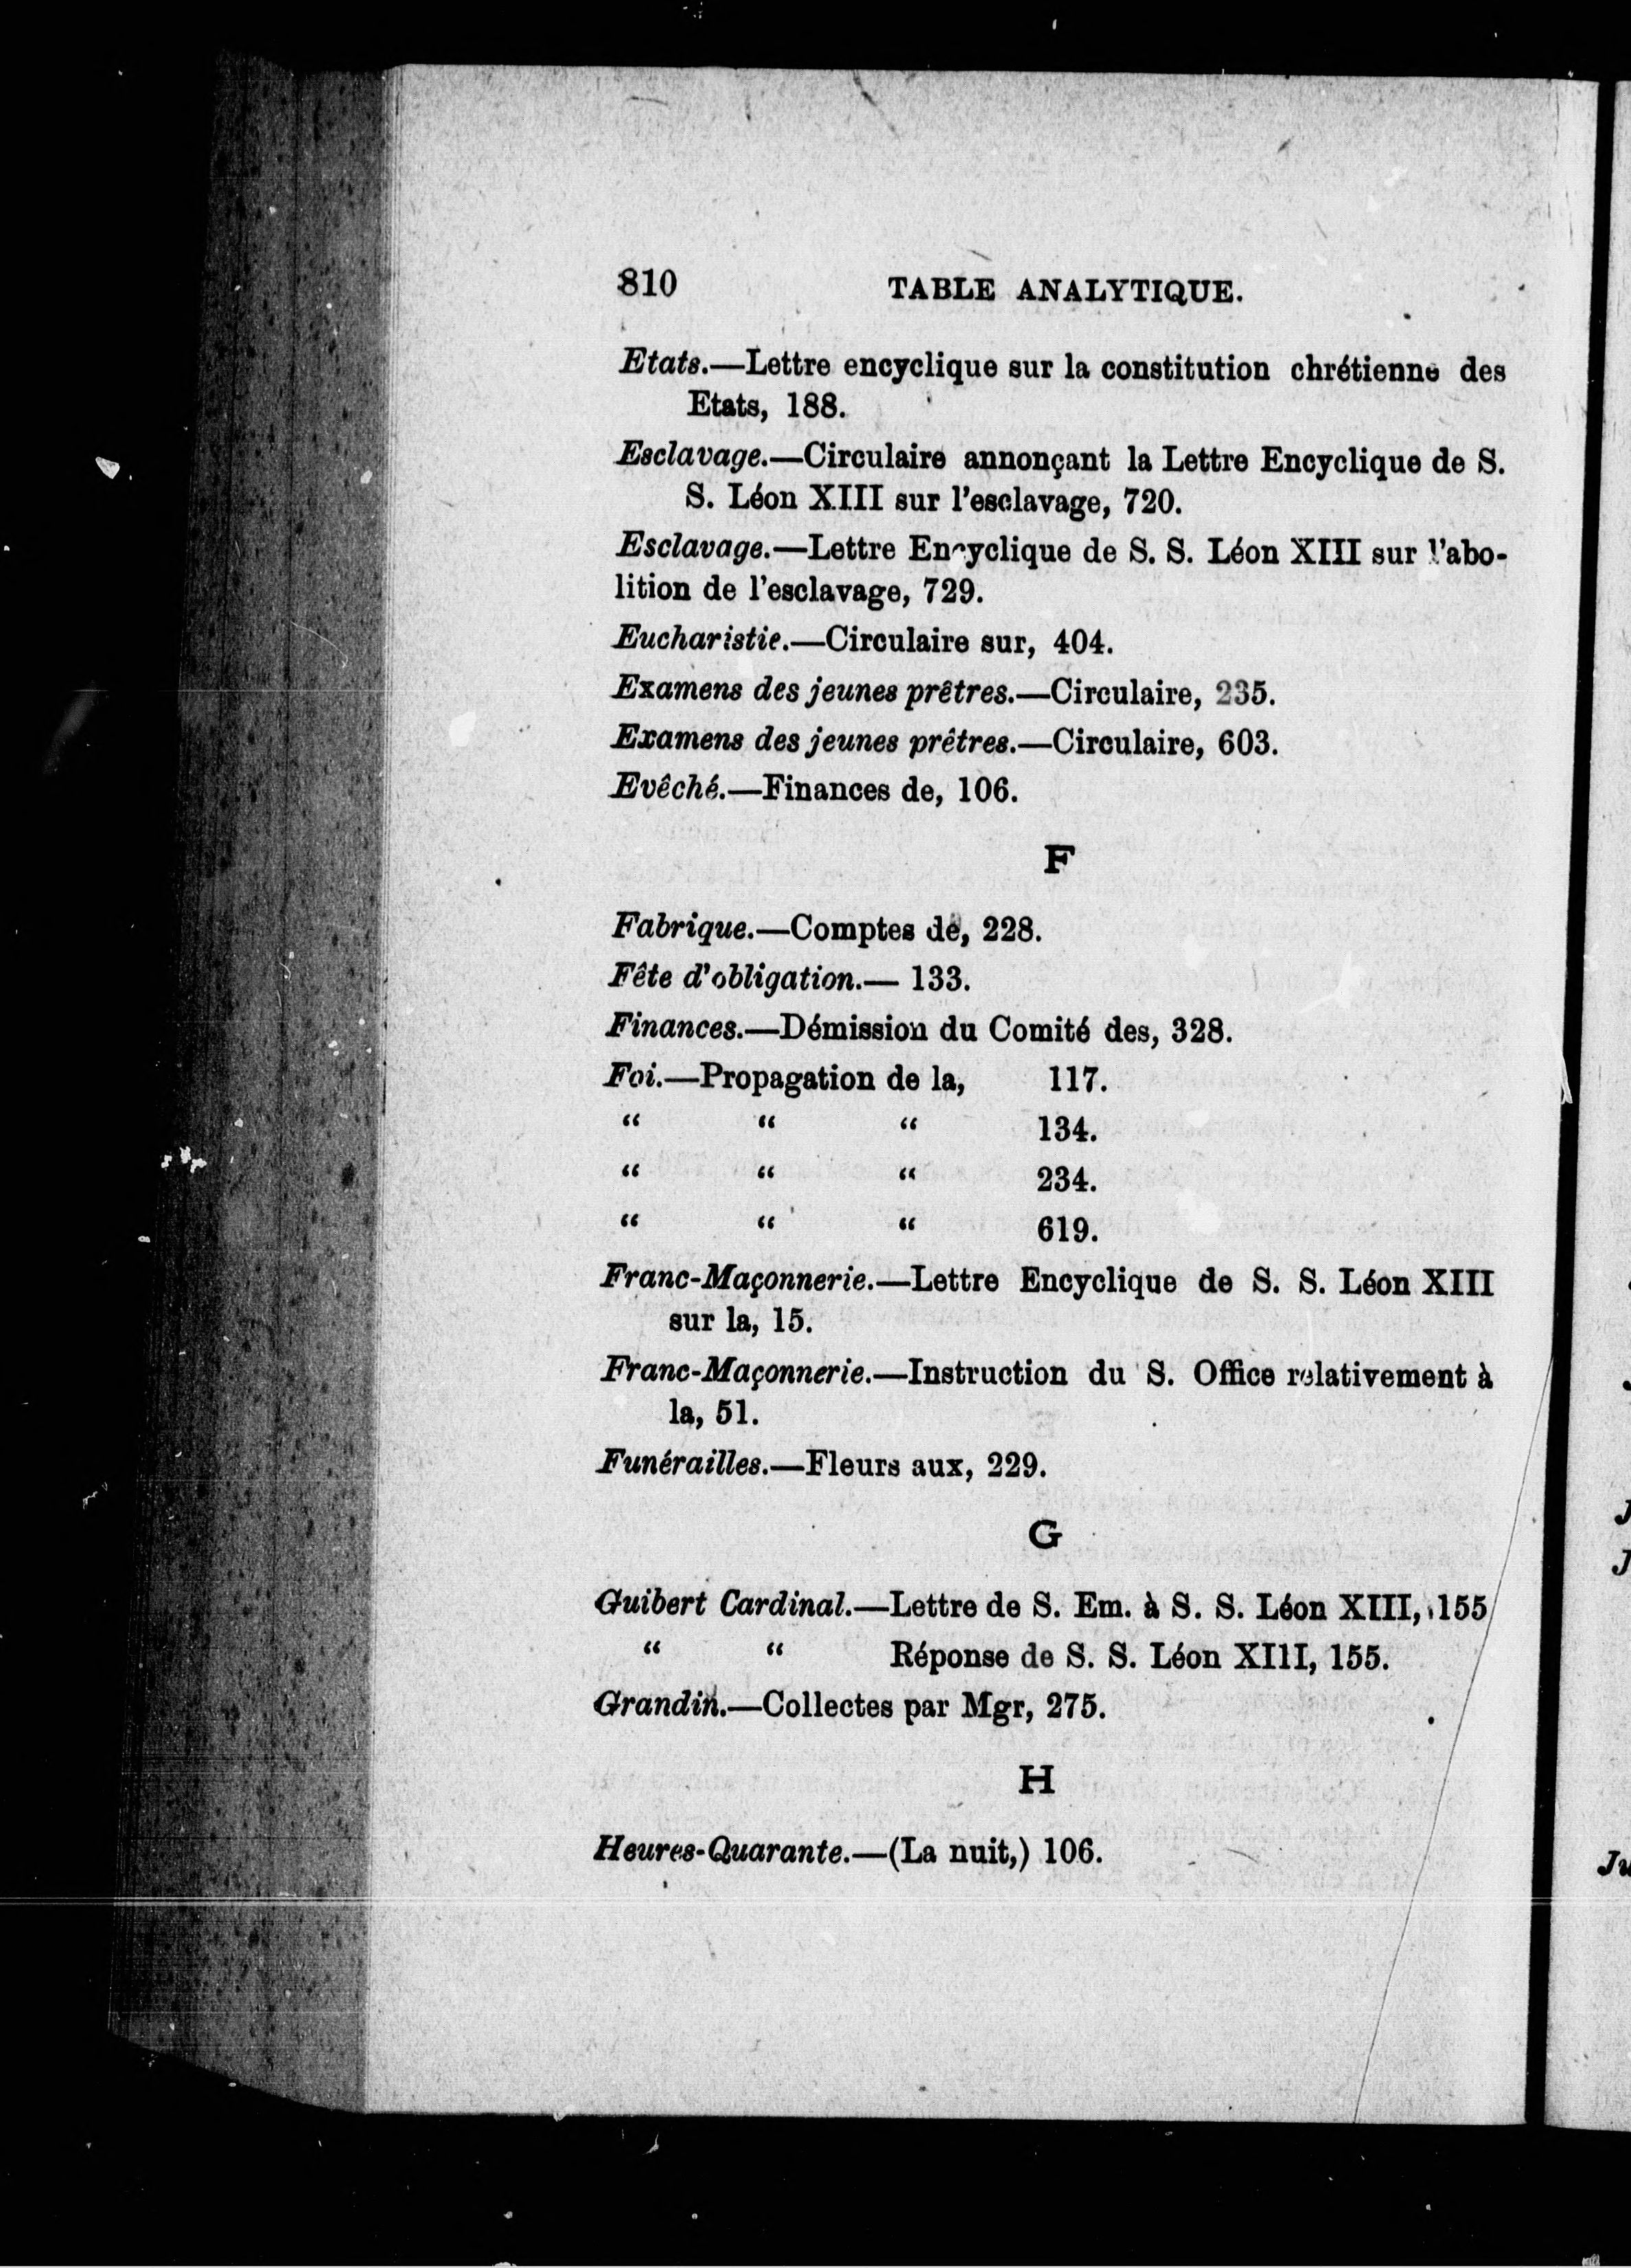 810 TABLE ANALYTIQUE.
Etats.—Lettre encyclique sur la constitution chrétienne des
Etats, 188.
Esclavage.—Circulaire annonçant la Lettre Encyclique de S.
S. Léon XIII sur l'esclavage, 720.
Esclavage.—Lettre Encyclique de S. S. Léon XIII sur l'abo-
lition de l'esclavage, 729.
Eucharistie.—Circulaire sur, 404.
Examens des jeunes prêtres.—Circulaire, 235.
Examens des jeunes prêtres.—Circulaire, 603.
Evêché.—Finances de, 106.
F
Fabrique.—Comptes de, 228.
Fête d'obligation.— 133.
Finances.—Démission du Comité des, 328.
Foi.—Propagation de la, 117.
“ “ “ 134.
“ “ “ 234.
“ “ “ 619.
Franc-Maçonnerie.—Lettre Encyclique de S. S. Léon XIII
sur la, 15.
Franc-Maçonnerie.—Instruction du S. Office relativement à
la, 51.
Funérailles.—Fleurs aux, 229.
G
Guibert Cardinal.—Lettre de S. Em. à S. S. Léon XIII, 155
“ “ Réponse de S. S. Léon XIII, 155.
Grandin.—Collectes par Mgr, 275.
H
Heures-Quarante.—(La nuit,) 106.